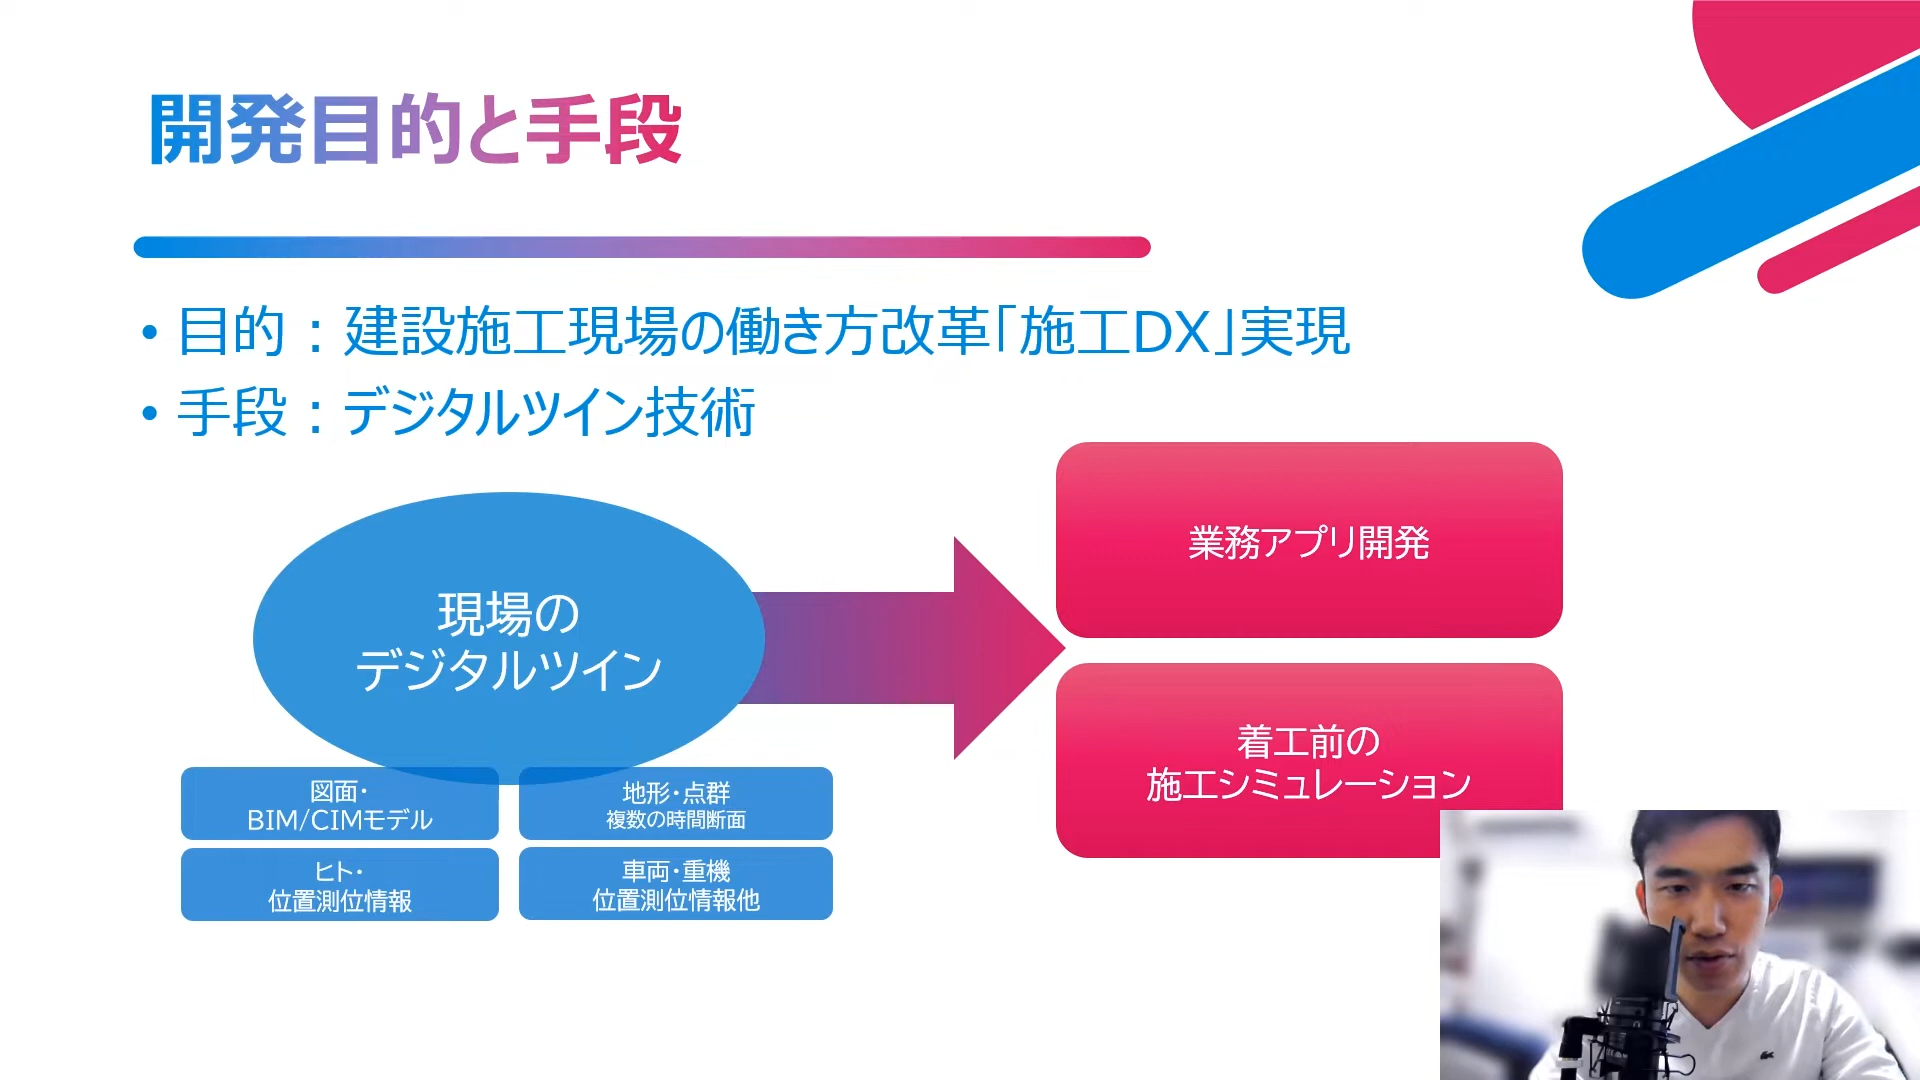 開発目的と手段
• 目的：建設施工現場の働き方改革「施工DX」実現
• 手段：デジタルツイン技術
現場の
デジタルツイン
図面・
BIM/CIMモデル
地形・点群
複数の時間断面
ヒト・
位置測位情報
車両・重機
位置測位情報他
業務アプリ開発
着工前の
施工シミュレーション